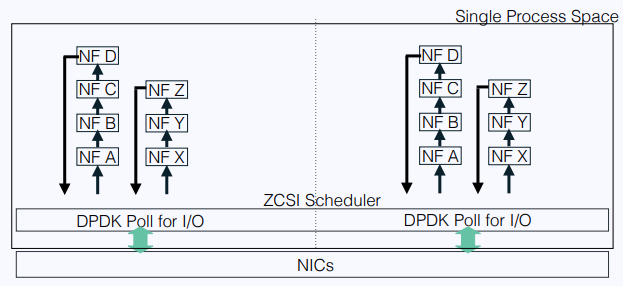 Single Process Space
NF D
NF C
NF B
NF A
NF Z
NF Y
NF X
NF D
NF C
NF B
NF A
NF Z
NF Y
NF X
ZCSI Scheduler
DPDK Poll for I/O
DPDK Poll for I/O
NICs